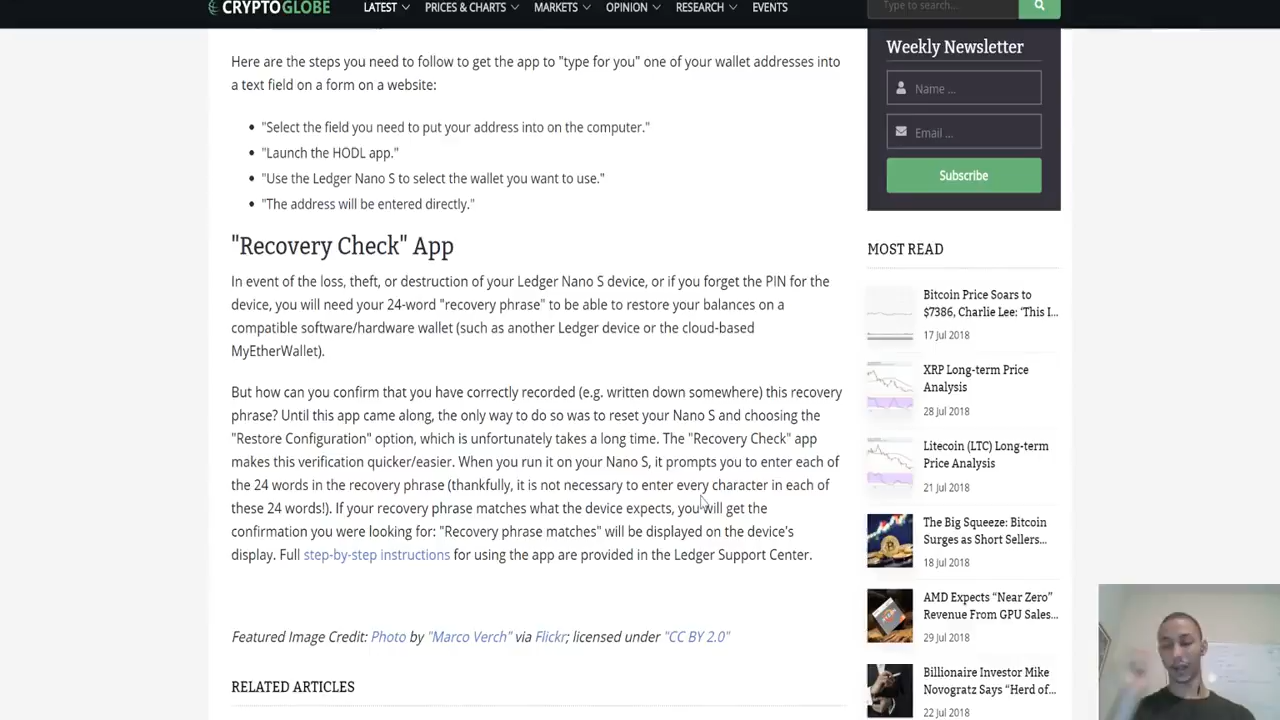 CRYPTOGLOBE
LATEST
PRICES & CHARTS
MARKETS
OPINION
RESEARCH
EVENTS
Type to search...
Here are the steps you need to follow to get the app to "type for you" one of your wallet addresses into
a text field on a form on a website:
• "Select the field you need to put your address into on the computer."
• "Launch the HODL app."
• "Use the Ledger Nano S to select the wallet you want to use."
• "The address will be entered directly."
"Recovery Check" App
In event of the loss, theft, or destruction of your Ledger Nano S device, or if you forget the PIN for the
device, you will need your 24-word "recovery phrase" to be able to restore your balances on a
compatible software/hardware wallet (such as another Ledger device or the cloud-based
MyEtherWallet).
But how can you confirm that you have correctly recorded (e.g. written down somewhere) this recovery
phrase? Until this app came along, the only way to do so was to reset your Nano S and choosing the
"Restore Configuration" option, which is unfortunately takes a long time. The "Recovery Check" app
makes this verification quicker/easier. When you run it on your Nano S, it prompts you to enter each of
the 24 words in the recovery phrase (thankfully, it is not necessary to enter every character in each of
these 24 words!). If your recovery phrase matches what the device expects, you will get the
confirmation you were looking for: "Recovery phrase matches" will be displayed on the device's
display. Full step-by-step instructions for using the app are provided in the Ledger Support Center.
Featured Image Credit: Photo by "Marco Verch" via Flickr; licensed under "CC BY 2.0"
RELATED ARTICLES
Weekly Newsletter
Name ...
Email ...
Subscribe
MOST READ
Bitcoin Price Soars to
$7386, Charlie Lee: 'This I...
17 Jul 2018
XRP Long-term Price
Analysis
28 Jul 2018
Litecoin (LTC) Long-term
Price Analysis
21 Jul 2018
The Big Squeeze: Bitcoin
Surges as Short Sellers...
18 Jul 2018
AMD Expects "Near Zero"
Revenue From GPU Sales...
29 Jul 2018
Billionaire Investor Mike
Novogratz Says "Herd of...
22 Jul 2018